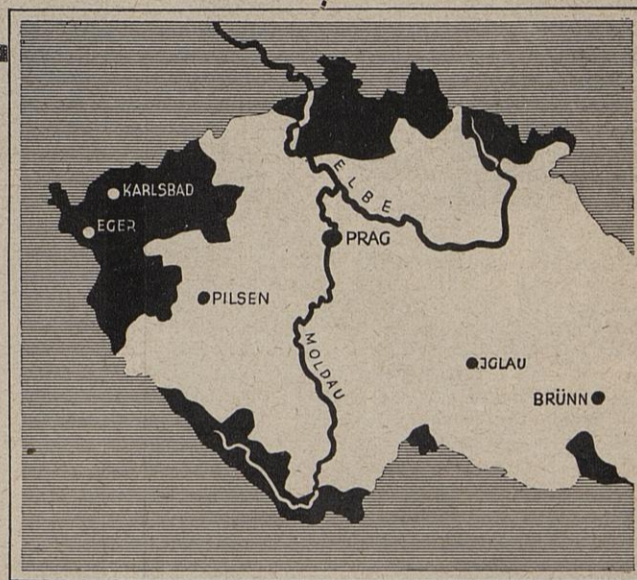 ELBE
KARLSBAD
EGER
PRAG
PILSEN
MOLDAU
JGLAU
BRÜNN